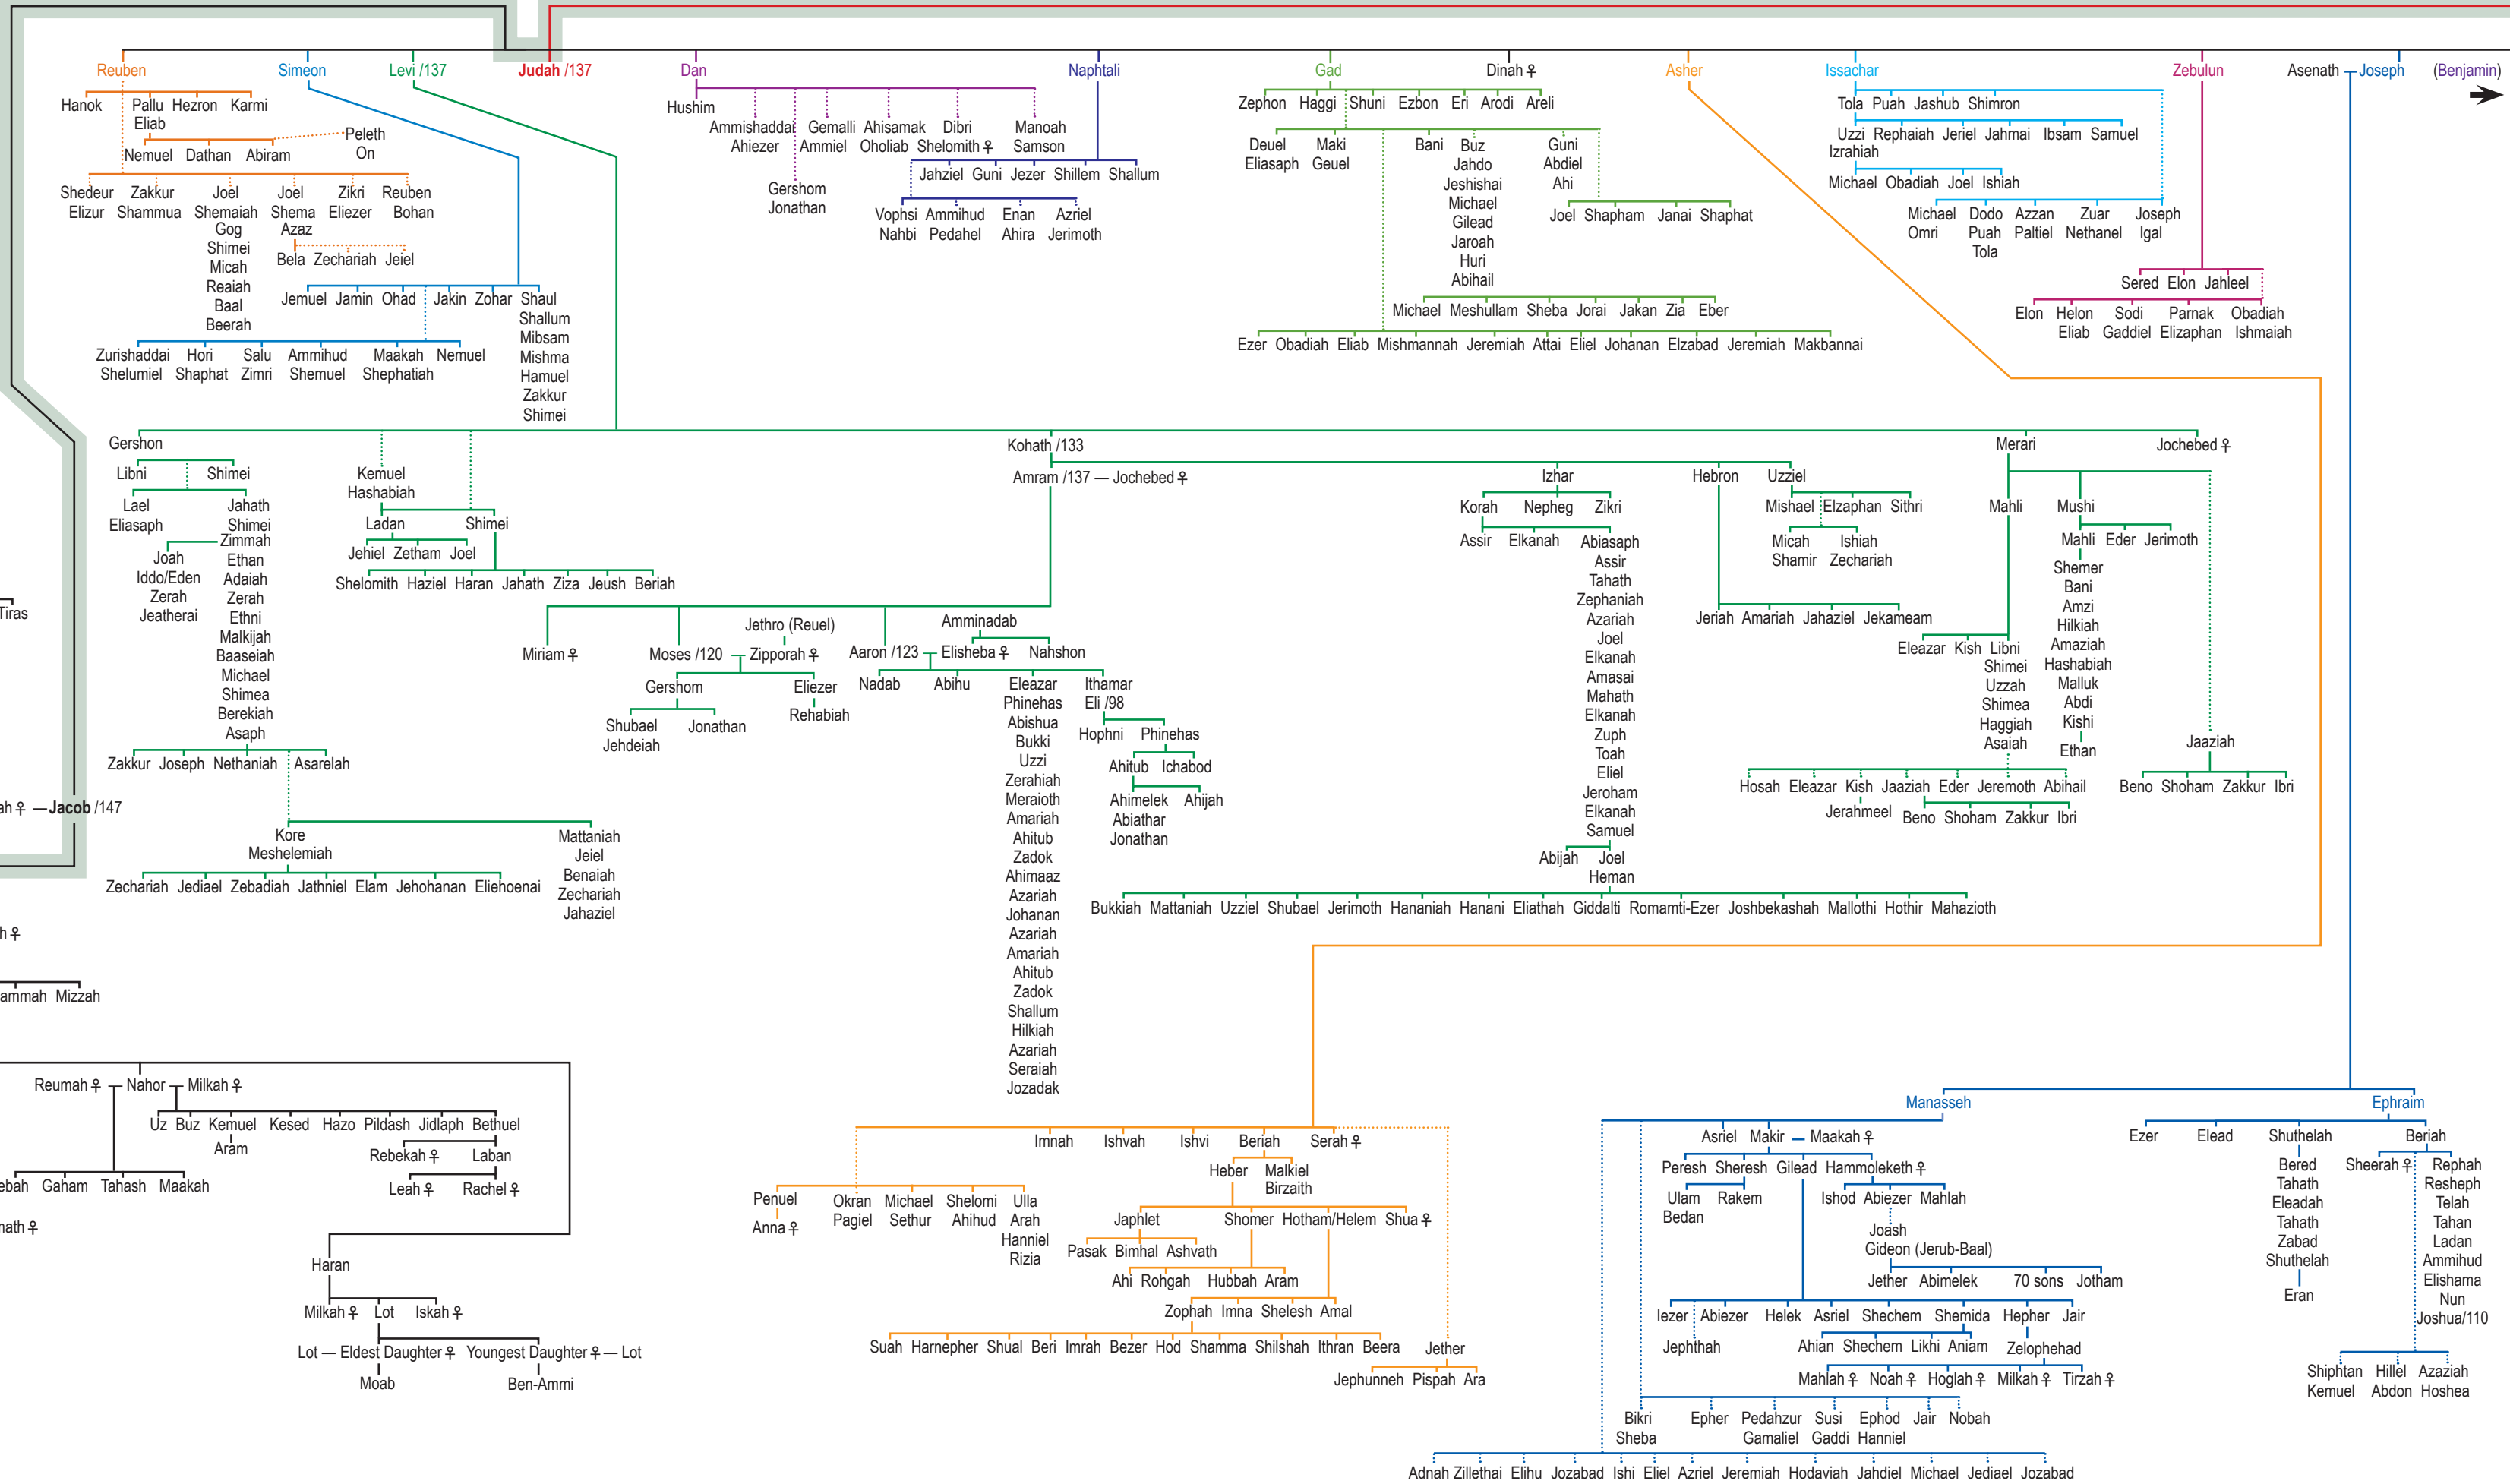 Reuben Simeon Levi /137 Judah /137 Dan Naphtali Gad Dinah♀ Asher Issachar Zebulun Asenath Joseph (Benjamin)
Hanok Pallu Hezron Karmi
Eliab
Nemuel Dathan Abiram
Peleth
On
Shedeur Zakkur Joel Joel Zikri Reuben
Elizur Shammua Shemaiah Shema Eliezer Bohan
Gog Azaz
Shimei
Micah
Reaiah
Baal
Beerah
Bela Zechariah Jeiel
Jemuel Jamin Ohad Jakin Zohar Shaul
Shallum
Mibsam
Mishma
Hamuel
Zakkur
Shimei
Zurishaddai Hori Salu Ammihud Maakah Nemuel
Shelumiel Shaphat Zimri Shemuel Shephatiah
Hushim
Ammishaddai Gemalli Ahisamak Dibri Manoah
Ahiezer Ammiel Oholiab Shelomith♀ Samson
Gershom
Jonathan
Jahziel Guni Jezer Shillem Shallum
Vophsi Ammihud Enan Azriel
Nahbi Pedahel Ahira Jerimoth
Zephon Haggi Shuni Ezbon Eri Arodi Areli
Deuel Maki Bani Buz Guni
Eliasaph Geuel Jahdo Abdiel
Jeshishai Ahi
Michael
Gilead
Jaroah
Huri
Abihail
Joel Shapham Janai Shaphat
Michael Meshullam Sheba Jorai Jakan Zia Eber
Ezer Obadiah Eliab Mishmannah Jeremiah Attai Eliel Johanan Elzabad Jeremiah Makbannai
Tola Puah Jashub Shimron
Uzzi Rephaiah Jeriel Jahmai Ibsam Samuel
Izrahiah
Michael Obadiah Joel Ishiah
Michael Dodo Azzan Zuar Joseph
Omri Puah Paltiel Nethanel Igal
Tola
Sered Elon Jahleel
Elon Helon Sodi Parnak Obadiah
Eliab Gaddiel Elizaphan Ishmaiah
Gershon Kohath /133 Merari Jochebed♀
Libni Shimei
Lael Jahath
Eliasaph Shimei
Zimmah
Joah Ethan
Iddo/Eden Adaiah
Zerah Zerah
Jeatherai Ethni
Malkijah
Baaseiah
Michael
Shimea
Berekiah
Asaph
Zakkur Joseph Nethaniah Asarelah
Kemuel
Hashabiah
Ladan Shimei
Jehiel Zetham Joel
Shelomith Haziel Haran Jahath Ziza Jeush Beriah
Kore Mattaniah
Meshelemiah Jeiel
Benaiah
Zechariah
Jahaziel
Zechariah Jediael Zebadiah Jathniel Elam Jehohanan Eliehoenai
Amram /137 — Jochebed♀ Izhar Hebron Uzziel
Jethro (Reuel) Amminadab
Miriam♀ Moses /120 Zipporah♀ Aaron /123 Elisheba♀ Nahshon
Gershom Eliezer
Shubael Jonathan Rehabiah
Jehdeiah
Nadab Abihu Eleazar Ithamar
Phinehas Eli /98
Abishua
Bukki
Uzzi
Zerahiah
Meraioth
Amariah
Ahitub
Zadok
Ahimaaz
Azariah
Johanan
Azariah
Amariah
Ahitub
Zadok
Shallum
Hilkiah
Azariah
Seraiah
Jozadak
Hophni Phinehas
Ahitub Ichabod
Ahimelek Ahijah
Abiathar
Jonathan
Korah Nepheg Zikri
Assir Elkanah Abiasaph
Assir
Tahath
Zephaniah
Azariah
Joel
Elkanah
Amasai
Mahath
Elkanah
Zuph
Toah
Eliel
Jeroham
Elkanah
Samuel
Abijah Joel
Heman
Bukkiah Mattaniah Uzziel Shubael Jerimoth Hananiah Hanani Eliathah Giddalti Romamti-Ezer Joshbekashah Mallothi Hothir Mahazioth
Mishael Elzaphan Sithri
Micah Ishiah
Shamir Zechariah
Jeriah Amariah Jahaziel Jekameam
Mahli Mushi
Mahli Eder Jerimoth
Shemer
Bani
Amzi
Hilkiah
Amaziah
Hashabiah
Malluk
Abdi
Kishi
Ethan
Eleazar Kish Libni
Shimei
Uzzah
Shimea
Haggiah
Asaiah
Hosah Eleazar Kish Jaaziah Eder Jeremoth Abihail
Jerahmeel Beno Shoham Zakkur Ibri
Jaaziah
Beno Shoham Zakkur Ibri
Tiras
ah♀ — Jacob /147
h♀
ammah Mizzah
Reumah♀ Nahor Milkah♀
Uz Buz Kemuel Kesed Hazo Pildash Jidlaph Bethuel
Aram Rebekah♀ Laban
ebah Gaham Tahash Maakah Leah♀ Rachel♀
math♀
Haran
Milkah♀ Lot Iskah♀
Lot — Eldest Daughter♀ Youngest Daughter♀ — Lot
Moab Ben-Ammi
Imnah Ishvah Ishvi Beriah Serah♀
Heber Malkiel
Birzaith
Penuel Okran Michael Shelomi Ulla
Anna♀ Pagiel Sethur Ahihud Arah
Hanniel
Rizia
Japhlet Shomer Hotham/Helem Shua♀
Pasak Bimhal Ashvath
Ahi Rohgah Hubbah Aram
Zophah Imna Shelesh Amal
Suah Harnepher Shual Beri Imrah Bezer Hod Shamma Shilshah Ithran Beera
Jether
Jephunneh Pispah Ara
Manasseh Ephraim
Asriel Makir — Maakah♀
Peresh Sheresh Gilead Hammoleketh♀
Ulam Rakem Ishod Abiezer Mahlah
Bedan
Joash
Gideon (Jerub-Baal)
Jether Abimelek 70 sons Jotham
Iezer Abiezer Helek Asriel Shechem Shemida Hepher Jair
Jephthah Ahian Shechem Likhi Aniam Zelophehad
Mahlah♀ Noah♀ Hoglah♀ Milkah♀ Tirzah♀
Bikri Epher Pedahzur Susi Ephod Jair Nobah
Sheba Gamaliel Gaddi Hanniel
Adnah Zillethai Elihu Jozabad Ishi Eliel Azriel Jeremiah Hodaviah Jahdiel Michael Jediael Jozabad
Ezer Elead Shuthelah Beriah
Bered Sheerah♀ Rephah
Tahath Resheph
Eleadah Telah
Tahath Tahan
Zabad Ladan
Shuthelah Ammihud
Elishama
Eran Nun
Joshua/110
Shiphtan Hillel Azaziah
Kemuel Abdon Hoshea